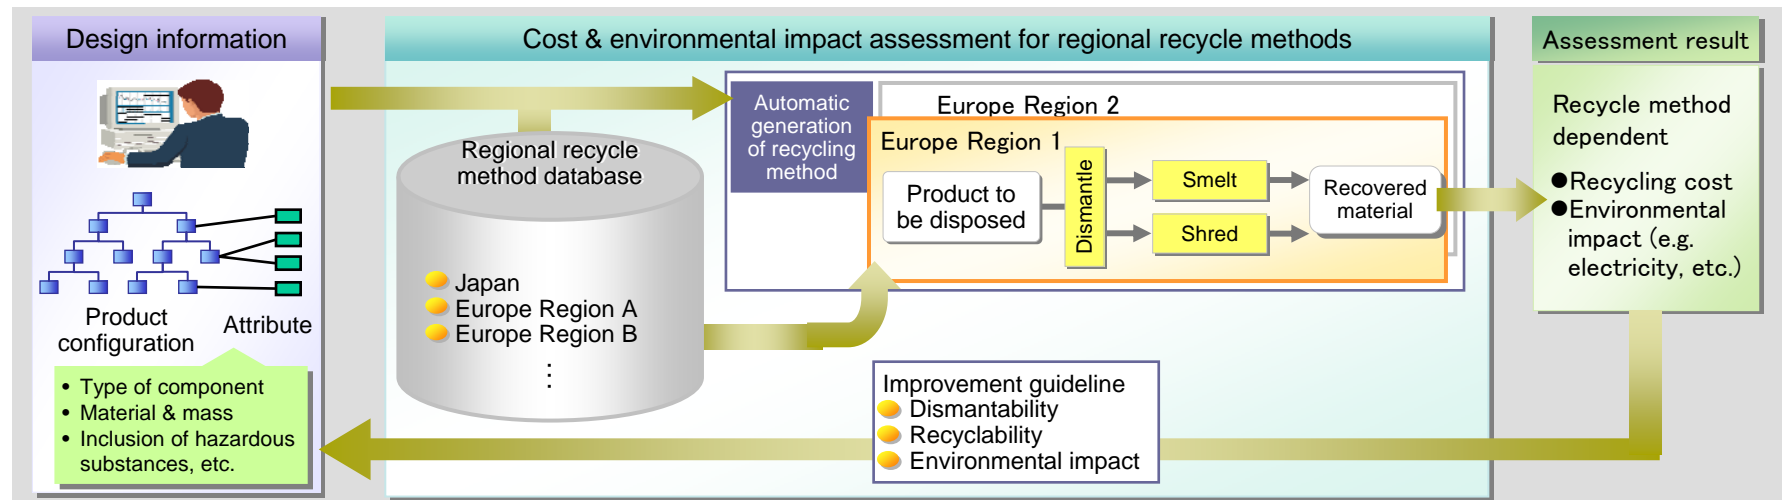 Design information
Product
configuration
Attribute
• Type of component
• Material & mass
• Inclusion of hazardous
substances, etc.
Cost & environmental impact assessment for regional recycle methods
Regional recycle
method database
Japan
Europe Region A
Europe Region B
⋮
Automatic
generation
of recycling
method
Europe Region 2
Europe Region 1
Product to
be disposed
Dismantle
Smelt
Shred
Recovered
material
Improvement guideline
Dismantability
Recyclability
Environmental impact
Assessment result
Recycle method
dependent
●Recycling cost
●Environmental
impact (e.g.
electricity, etc.)